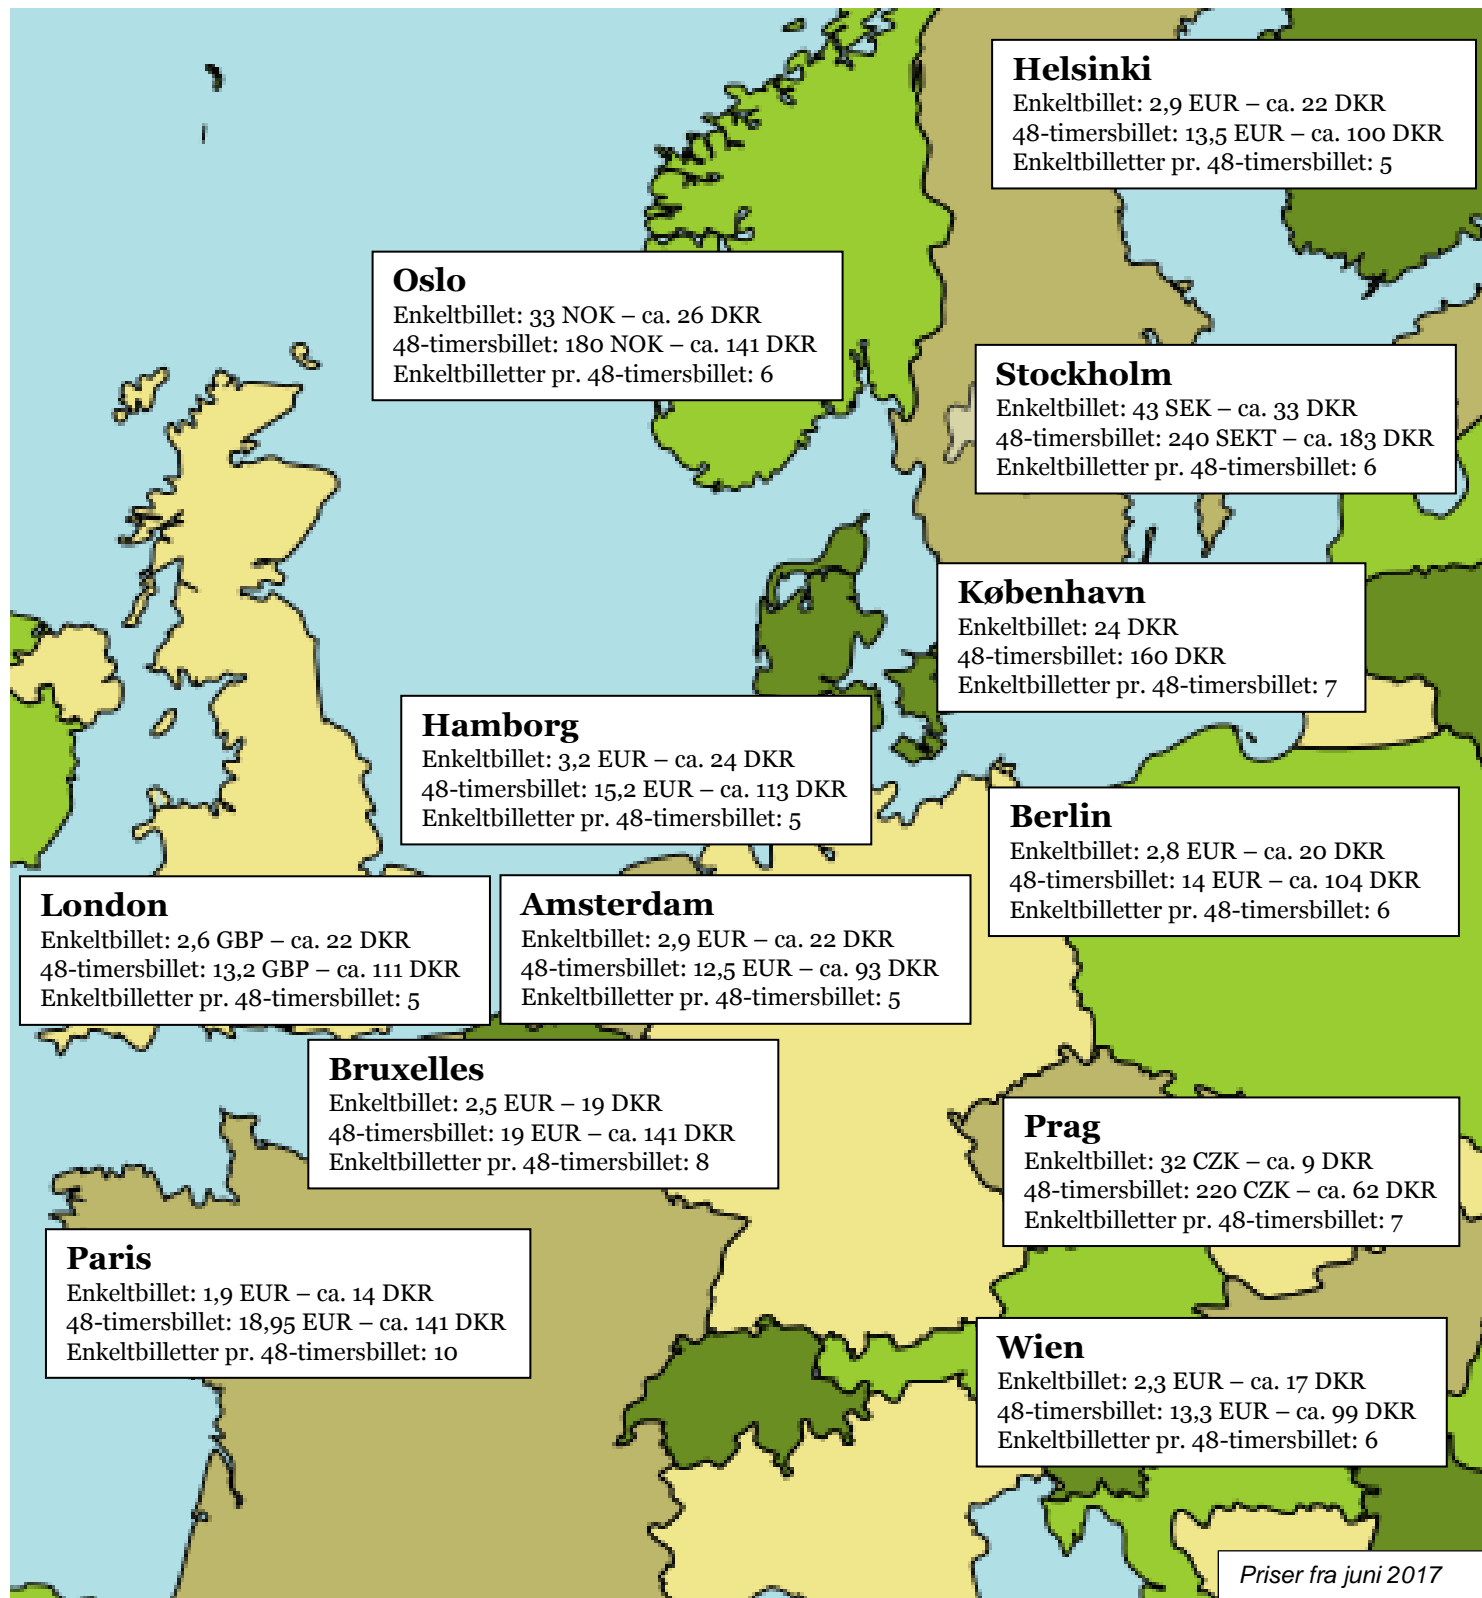 Helsinki
Enkeltbillet: 2,9 EUR – ca. 22 DKR
48-timersbillet: 13,5 EUR – ca. 100 DKR
Enkeltbilletter pr. 48-timersbillet: 5
Oslo
Enkeltbillet: 33 NOK – ca. 26 DKR
48-timersbillet: 180 NOK – ca. 141 DKR
Enkeltbilletter pr. 48-timersbillet: 6
Stockholm
Enkeltbillet: 43 SEK – ca. 33 DKR
48-timersbillet: 240 SEKT – ca. 183 DKR
Enkeltbilletter pr. 48-timersbillet: 6
København
Enkeltbillet: 24 DKR
48-timersbillet: 160 DKR
Enkeltbilletter pr. 48-timersbillet: 7
Hamborg
Enkeltbillet: 3,2 EUR – ca. 24 DKR
48-timersbillet: 15,2 EUR – ca. 113 DKR
Enkeltbilletter pr. 48-timersbillet: 5
Berlin
Enkeltbillet: 2,8 EUR – ca. 20 DKR
48-timersbillet: 14 EUR – ca. 104 DKR
Enkeltbilletter pr. 48-timersbillet: 6
London
Enkeltbillet: 2,6 GBP – ca. 22 DKR
48-timersbillet: 13,2 GBP – ca. 111 DKR
Enkeltbilletter pr. 48-timersbillet: 5
Amsterdam
Enkeltbillet: 2,9 EUR – ca. 22 DKR
48-timersbillet: 12,5 EUR – ca. 93 DKR
Enkeltbilletter pr. 48-timersbillet: 5
Bruxelles
Enkeltbillet: 2,5 EUR – 19 DKR
48-timersbillet: 19 EUR – ca. 141 DKR
Enkeltbilletter pr. 48-timersbillet: 8
Prag
Enkeltbillet: 32 CZK – ca. 9 DKR
48-timersbillet: 220 CZK – ca. 62 DKR
Enkeltbilletter pr. 48-timersbillet: 7
Paris
Enkeltbillet: 1,9 EUR – ca. 14 DKR
48-timersbillet: 18,95 EUR – ca. 141 DKR
Enkeltbilletter pr. 48-timersbillet: 10
Wien
Enkeltbillet: 2,3 EUR – ca. 17 DKR
48-timersbillet: 13,3 EUR – ca. 99 DKR
Enkeltbilletter pr. 48-timersbillet: 6
Priser fra juni 2017